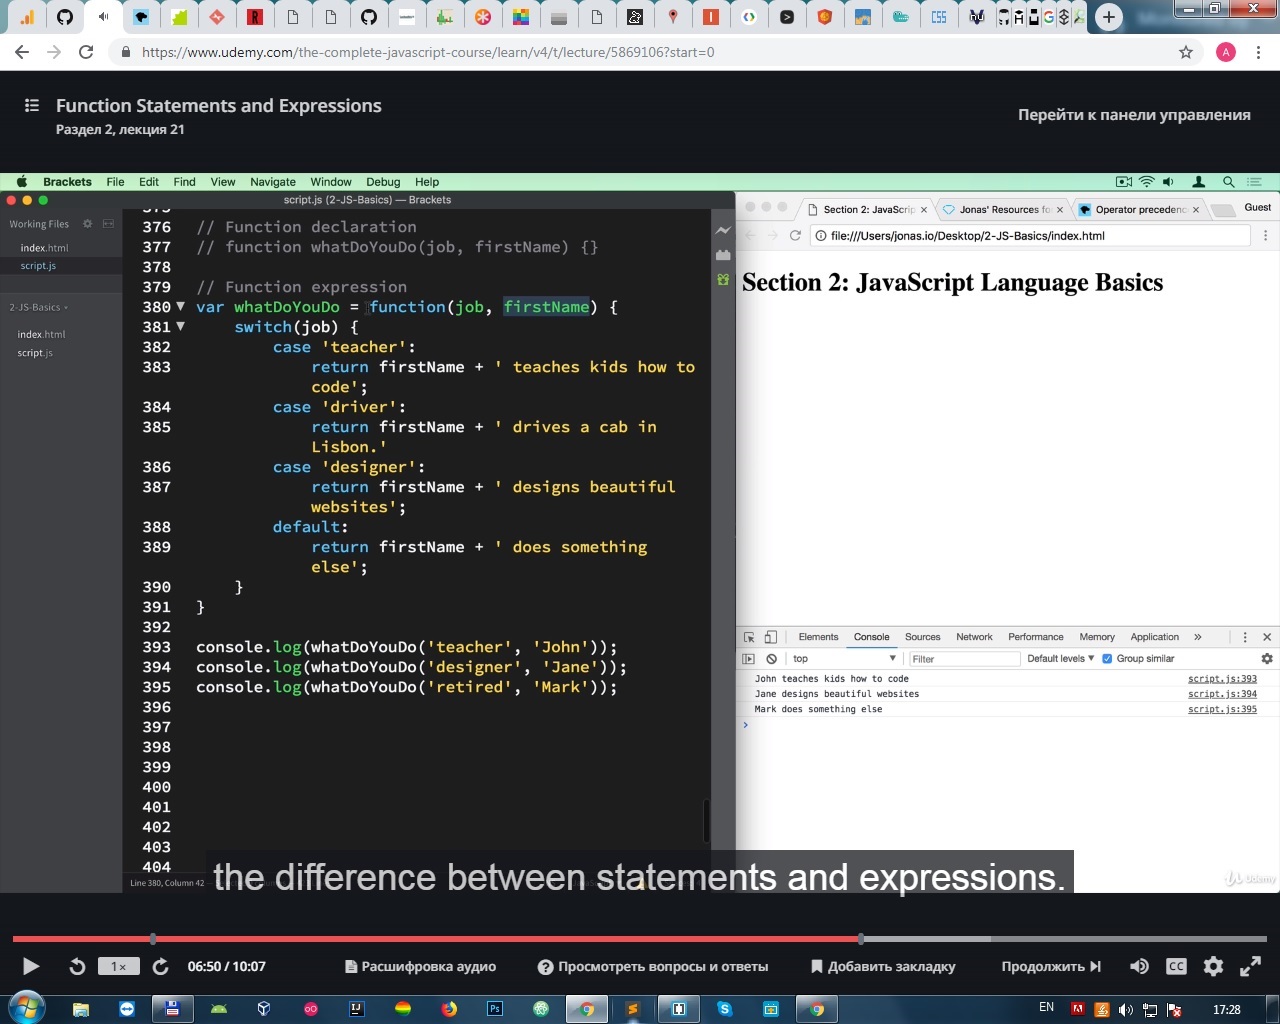 https://www.udemy.com/the-complete-javascript-course/learn/v4/t/lecture/5869106?start=0
A
Function Statements and Expressions
Раздел 2, лекция 21
Перейти к панели управления
Brackets File Edit Find View Navigate Window Debug Help
script.js (2-JS-Basics) — Brackets
Working Files
index.html
script.js
2-JS-Basics
index.html
script.js
375
376 // Function declaration
377 // function whatDoYouDo(job, firstName) {}
378
379 // Function expression
380 var whatDoYouDo = function(job, firstName) {
381 switch(job) {
382 case 'teacher':
383 return firstName + ' teaches kids how to
code';
384 case 'driver':
385 return firstName + ' drives a cab in
Lisbon.'
386 case 'designer':
387 return firstName + ' designs beautiful
websites';
388 default:
389 return firstName + ' does something
else';
390 }
391 }
392
393 console.log(whatDoYouDo('teacher', 'John'));
394 console.log(whatDoYouDo('designer', 'Jane'));
395 console.log(whatDoYouDo('retired', 'Mark'));
396
397
398
399
400
401
402
403
404
Line 380, Column 42
Section 2: JavaScrip
Jonas' Resources fo
Operator precedenc
Guest
file:///Users/jonas.io/Desktop/2-JS-Basics/index.html
Section 2: JavaScript Language Basics
Elements Console Sources Network Performance Memory Application »
top Filter Default levels Group similar
John teaches kids how to code script.js:393
Jane designs beautiful websites script.js:394
Mark does something else script.js:395
the difference between statements and expressions.
Udemy
1× 06:50 / 10:07 Расшифровка аудио Просмотреть вопросы и ответы Добавить закладку Продолжить CC
EN 17:28